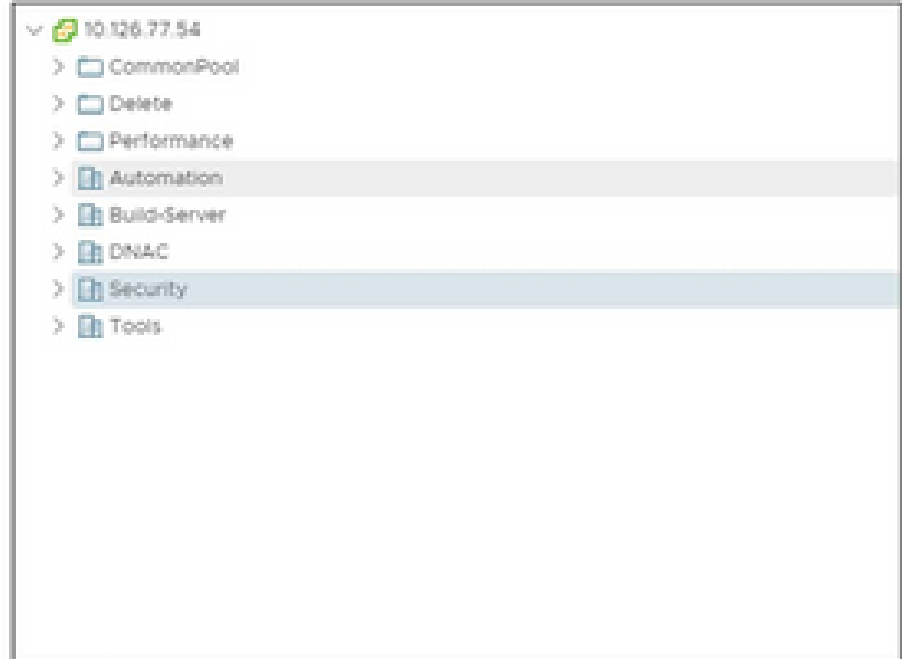 10.126.77.54
CommonPool
Delete
Performance
Automation
Build-Server
DNAC
Security
Tools